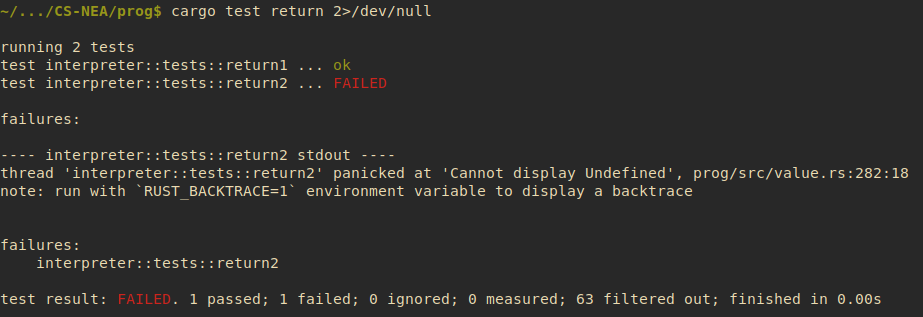 ~/.../CS-NEA/prog$ cargo test return 2>/dev/null
running 2 tests
test interpreter::tests::return1 ... ok
test interpreter::tests::return2 ... FAILED
failures:
---- interpreter::tests::return2 stdout ----
thread 'interpreter::tests::return2' panicked at 'Cannot display Undefined', prog/src/value.rs:282:18
note: run with `RUST_BACKTRACE=1` environment variable to display a backtrace
failures:
    interpreter::tests::return2
test result: FAILED. 1 passed; 1 failed; 0 ignored; 0 measured; 63 filtered out; finished in 0.00s